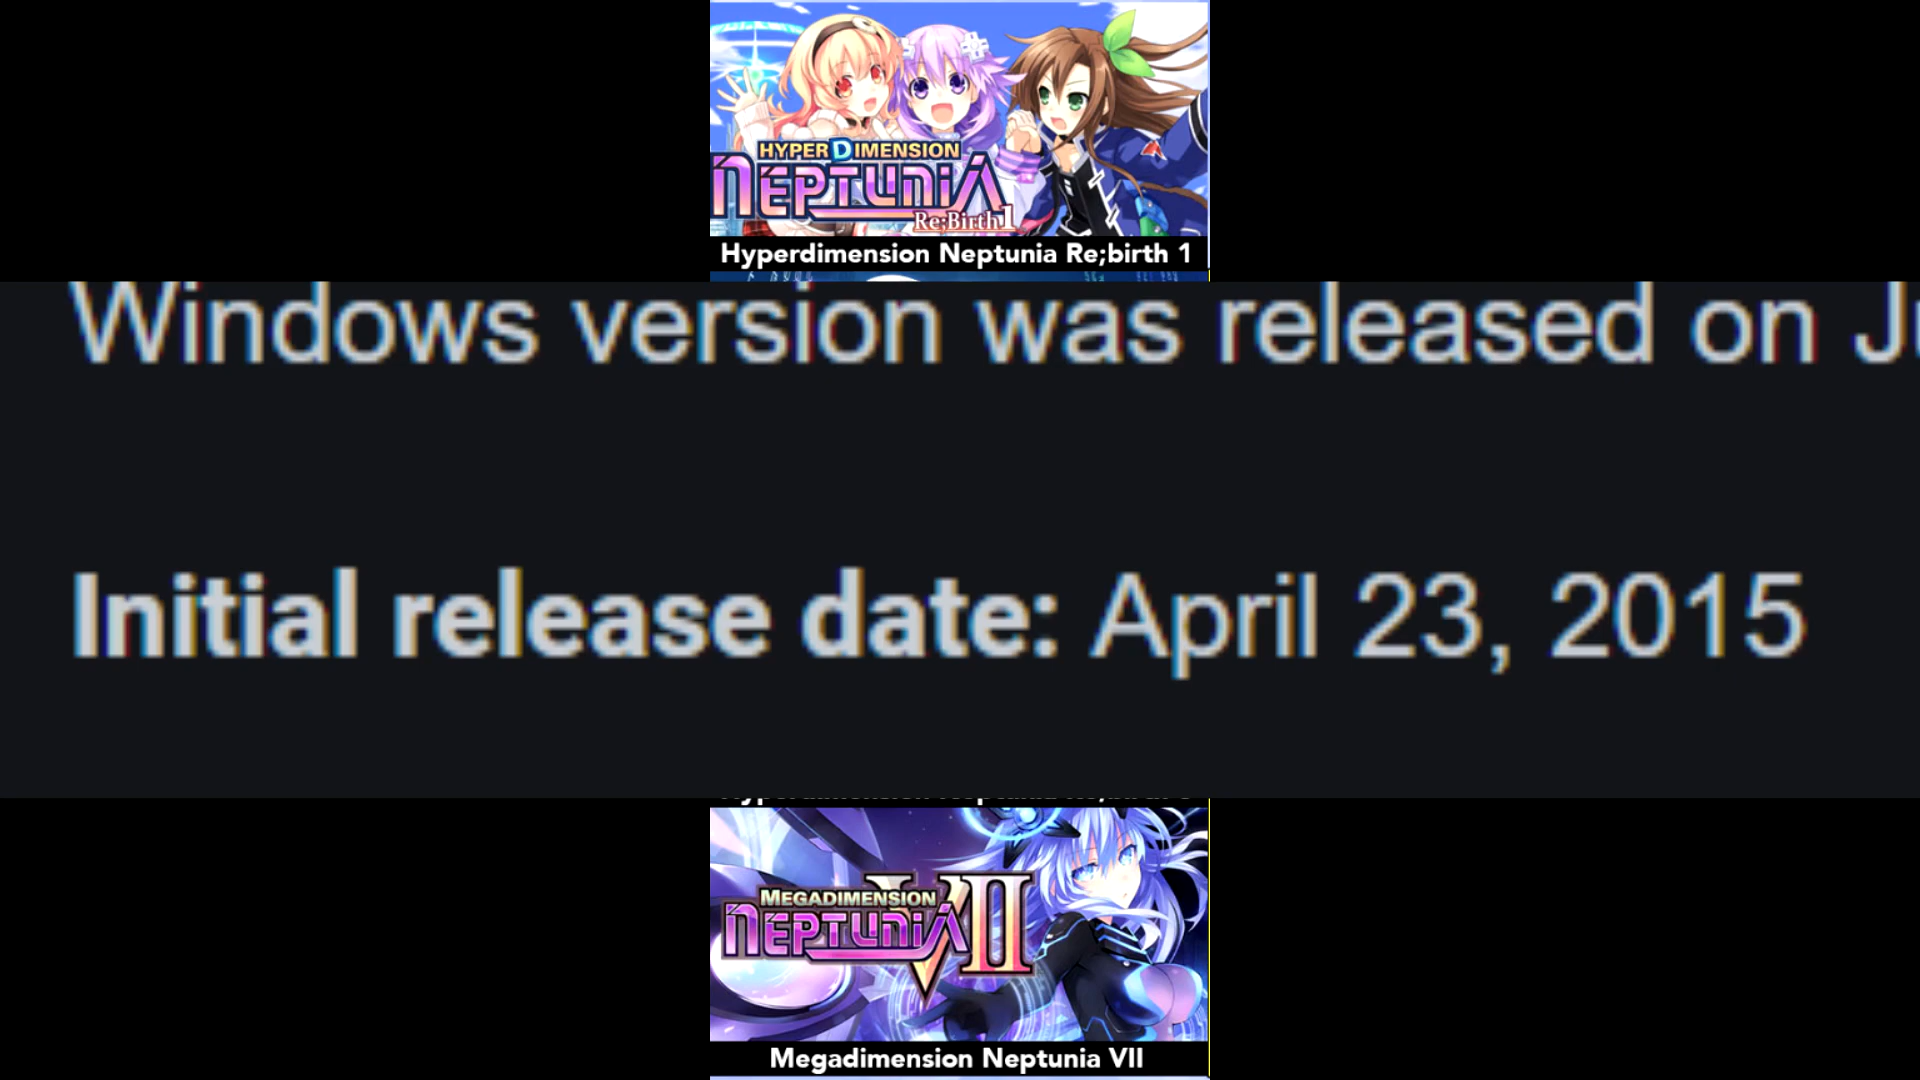 HYPERDIMENSION
NEPTUNIA
Re;Birth1
Hyperdimension Neptunia Re;birth 1
Windows version was released on
Initial release date: April 23, 2015
MEGADIMENSION
NEPTUNIA VII
Megadimension Neptunia VII